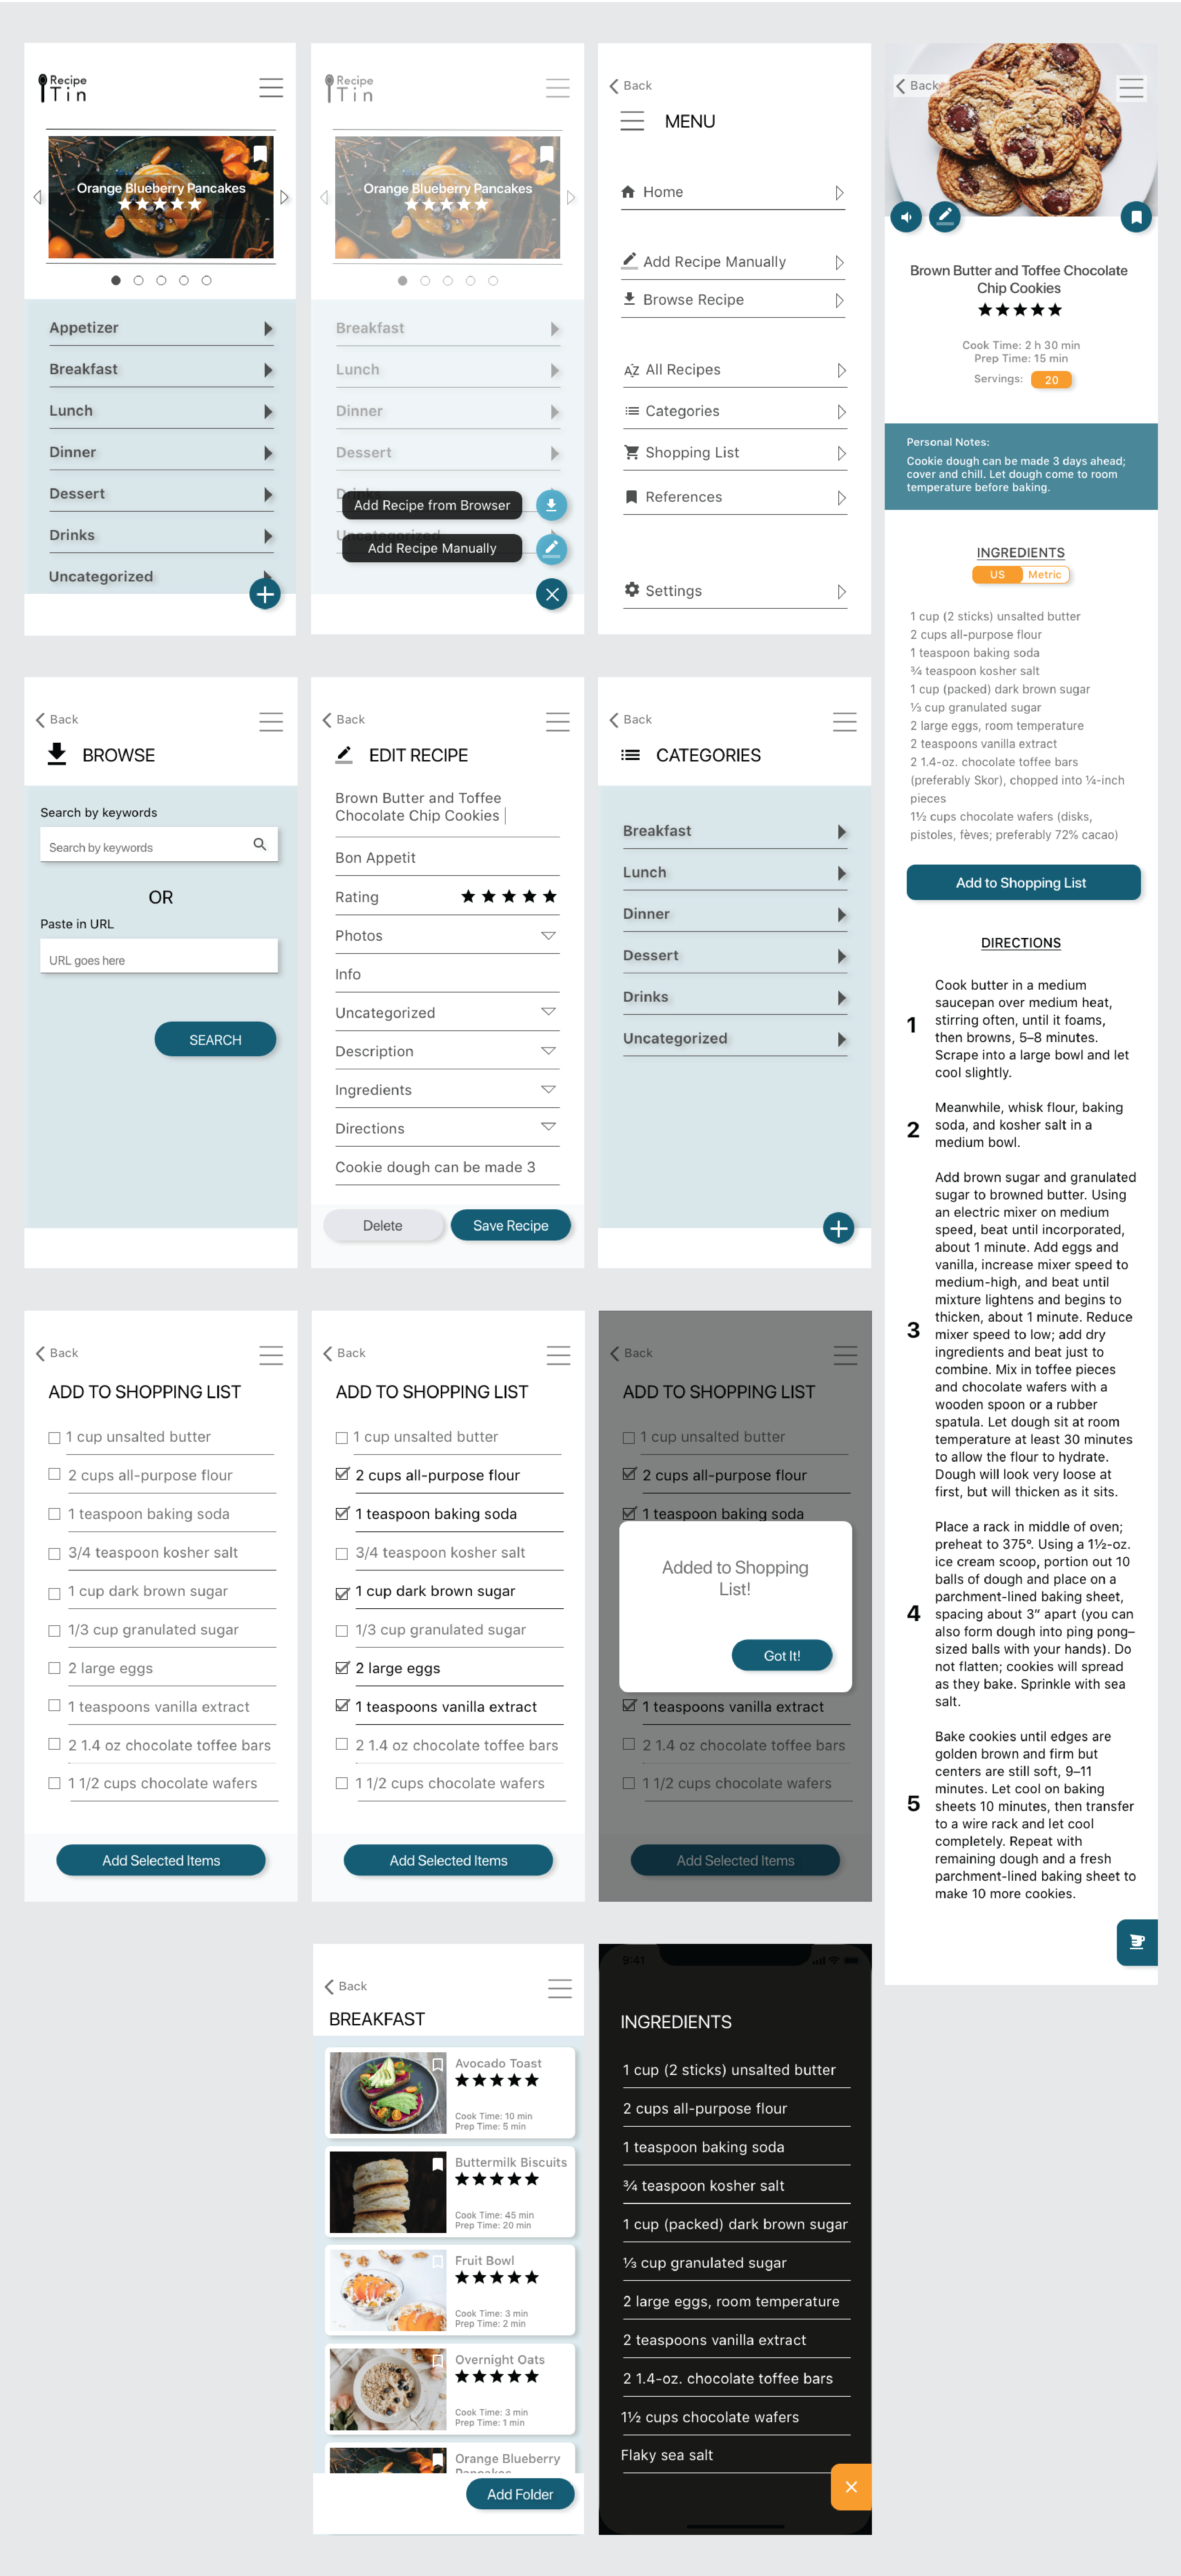 Recipe
Tin
Orange Blueberry Pancakes
Appetizer
Breakfast
Lunch
Dinner
Dessert
Drinks
Uncategorized
Recipe
Tin
Orange Blueberry Pancakes
Breakfast
Lunch
Dinner
Dessert
Drinks
Add Recipe from Browser
Uncategorized
Add Recipe Manually
Back
MENU
Home
Add Recipe Manually
Browse Recipe
AZ All Recipes
Categories
Shopping List
References
Settings
Back
Brown Butter and Toffee Chocolate
Chip Cookies
Cook Time: 2 h 30 min
Prep Time: 15 min
Servings: 20
Personal Notes:
Cookie dough can be made 3 days ahead;
cover and chill. Let dough come to room
temperature before baking.
INGREDIENTS
US Metric
1 cup (2 sticks) unsalted butter
2 cups all-purpose flour
1 teaspoon baking soda
¾ teaspoon kosher salt
1 cup (packed) dark brown sugar
⅓ cup granulated sugar
2 large eggs, room temperature
2 teaspoons vanilla extract
2 1.4-oz. chocolate toffee bars
(preferably Skor), chopped into ¼-inch
pieces
1½ cups chocolate wafers (disks,
pistoles, fèves; preferably 72% cacao)
Add to Shopping List
DIRECTIONS
1
Cook butter in a medium
saucepan over medium heat,
stirring often, until it foams,
then browns, 5–8 minutes.
Scrape into a large bowl and let
cool slightly.
2
Meanwhile, whisk flour, baking
soda, and kosher salt in a
medium bowl.
3
Add brown sugar and granulated
sugar to browned butter. Using
an electric mixer on medium
speed, beat until incorporated,
about 1 minute. Add eggs and
vanilla, increase mixer speed to
medium-high, and beat until
mixture lightens and begins to
thicken, about 1 minute. Reduce
mixer speed to low; add dry
ingredients and beat just to
combine. Mix in toffee pieces
and chocolate wafers with a
wooden spoon or a rubber
spatula. Let dough sit at room
temperature at least 30 minutes
to allow the flour to hydrate.
Dough will look very loose at
first, but will thicken as it sits.
4
Place a rack in middle of oven;
preheat to 375°. Using a 1½-oz.
ice cream scoop, portion out 10
balls of dough and place on a
parchment-lined baking sheet,
spacing about 3” apart (you can
also form dough into ping pong–
sized balls with your hands). Do
not flatten; cookies will spread
as they bake. Sprinkle with sea
salt.
5
Bake cookies until edges are
golden brown and firm but
centers are still soft, 9–11
minutes. Let cool on baking
sheets 10 minutes, then transfer
to a wire rack and let cool
completely. Repeat with
remaining dough and a fresh
parchment-lined baking sheet to
make 10 more cookies.
Back
BROWSE
Search by keywords
Search by keywords
OR
Paste in URL
URL goes here
SEARCH
Back
EDIT RECIPE
Brown Butter and Toffee
Chocolate Chip Cookies
Bon Appetit
Rating
Photos
Info
Uncategorized
Description
Ingredients
Directions
Cookie dough can be made 3
Delete
Save Recipe
Back
CATEGORIES
Breakfast
Lunch
Dinner
Dessert
Drinks
Uncategorized
Back
ADD TO SHOPPING LIST
1 cup unsalted butter
2 cups all-purpose flour
1 teaspoon baking soda
3/4 teaspoon kosher salt
1 cup dark brown sugar
1/3 cup granulated sugar
2 large eggs
1 teaspoons vanilla extract
2 1.4 oz chocolate toffee bars
1 1/2 cups chocolate wafers
Add Selected Items
Back
ADD TO SHOPPING LIST
1 cup unsalted butter
2 cups all-purpose flour
1 teaspoon baking soda
3/4 teaspoon kosher salt
1 cup dark brown sugar
1/3 cup granulated sugar
2 large eggs
1 teaspoons vanilla extract
2 1.4 oz chocolate toffee bars
1 1/2 cups chocolate wafers
Add Selected Items
Back
ADD TO SHOPPING LIST
1 cup unsalted butter
2 cups all-purpose flour
1 teaspoon baking soda
Added to Shopping
List!
Got It!
1 teaspoons vanilla extract
2 1.4 oz chocolate toffee bars
1 1/2 cups chocolate wafers
Add Selected Items
Back
BREAKFAST
Avocado Toast
Cook Time: 10 min
Prep Time: 5 min
Buttermilk Biscuits
Cook Time: 45 min
Prep Time: 20 min
Fruit Bowl
Cook Time: 3 min
Prep Time: 2 min
Overnight Oats
Cook Time: 3 min
Prep Time: 1 min
Orange Blueberry
Pancakes
Add Folder
9:41
INGREDIENTS
1 cup (2 sticks) unsalted butter
2 cups all-purpose flour
1 teaspoon baking soda
¾ teaspoon kosher salt
1 cup (packed) dark brown sugar
⅓ cup granulated sugar
2 large eggs, room temperature
2 teaspoons vanilla extract
2 1.4-oz. chocolate toffee bars
1½ cups chocolate wafers
Flaky sea salt